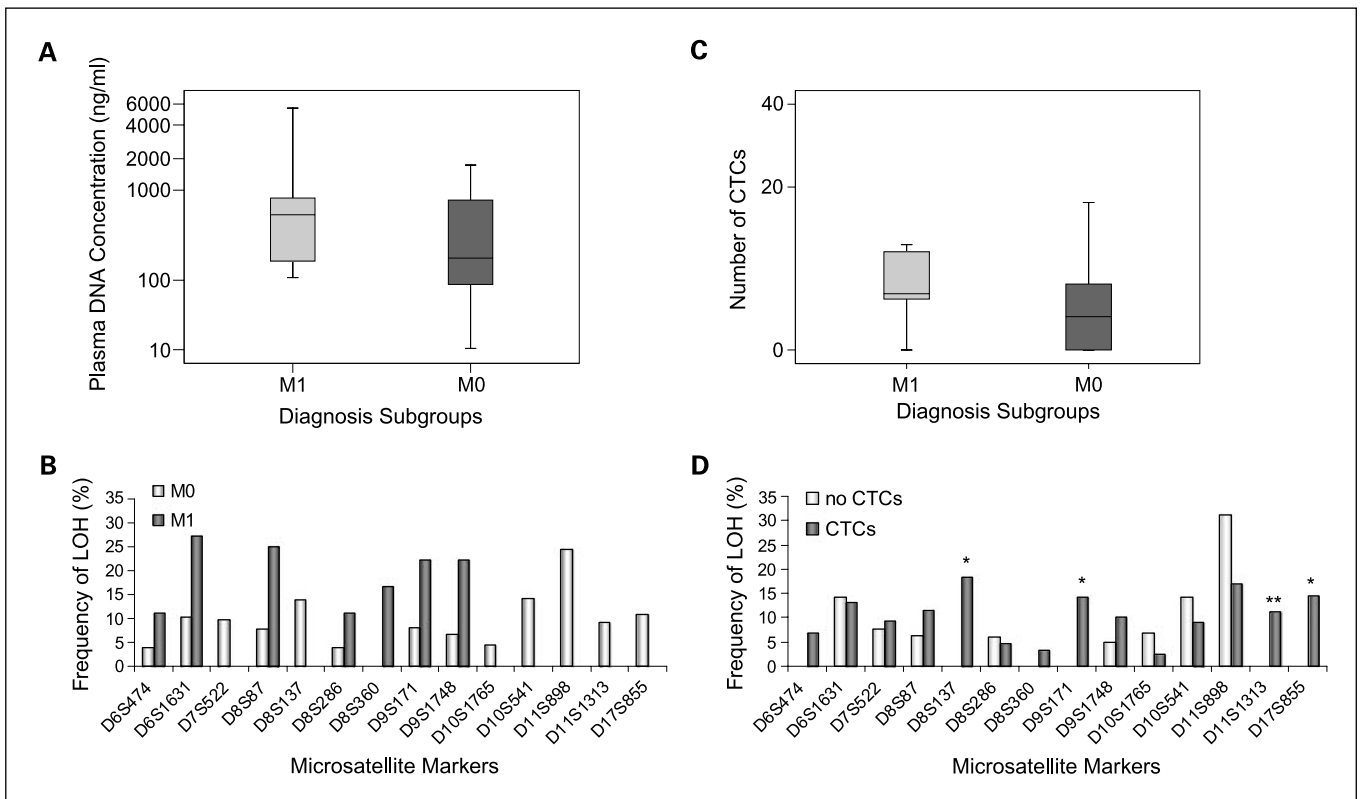 A
Plasma DNA Concentration (ng/ml)
6000
4000
2000
1000
100
10
M1 M0
Diagnosis Subgroups
C
Number of CTCs
40
20
0
M1 M0
Diagnosis Subgroups
B
Frequency of LOH (%)
M0
M1
35
30
25
20
15
10
5
0
D6S474 D6S1631 D7S522 D8S87 D8S137 D8S286 D8S360 D9S171 D9S1748 D10S1765 D10S541 D11S898 D11S1313 D17S855
Microsatellite Markers
D
Frequency of LOH (%)
no CTCs
CTCs
35
30
25
20
15
10
5
0
* * ** *
D6S474 D6S1631 D7S522 D8S87 D8S137 D8S286 D8S360 D9S171 D9S1748 D10S1765 D10S541 D11S898 D11S1313 D17S855
Microsatellite Markers